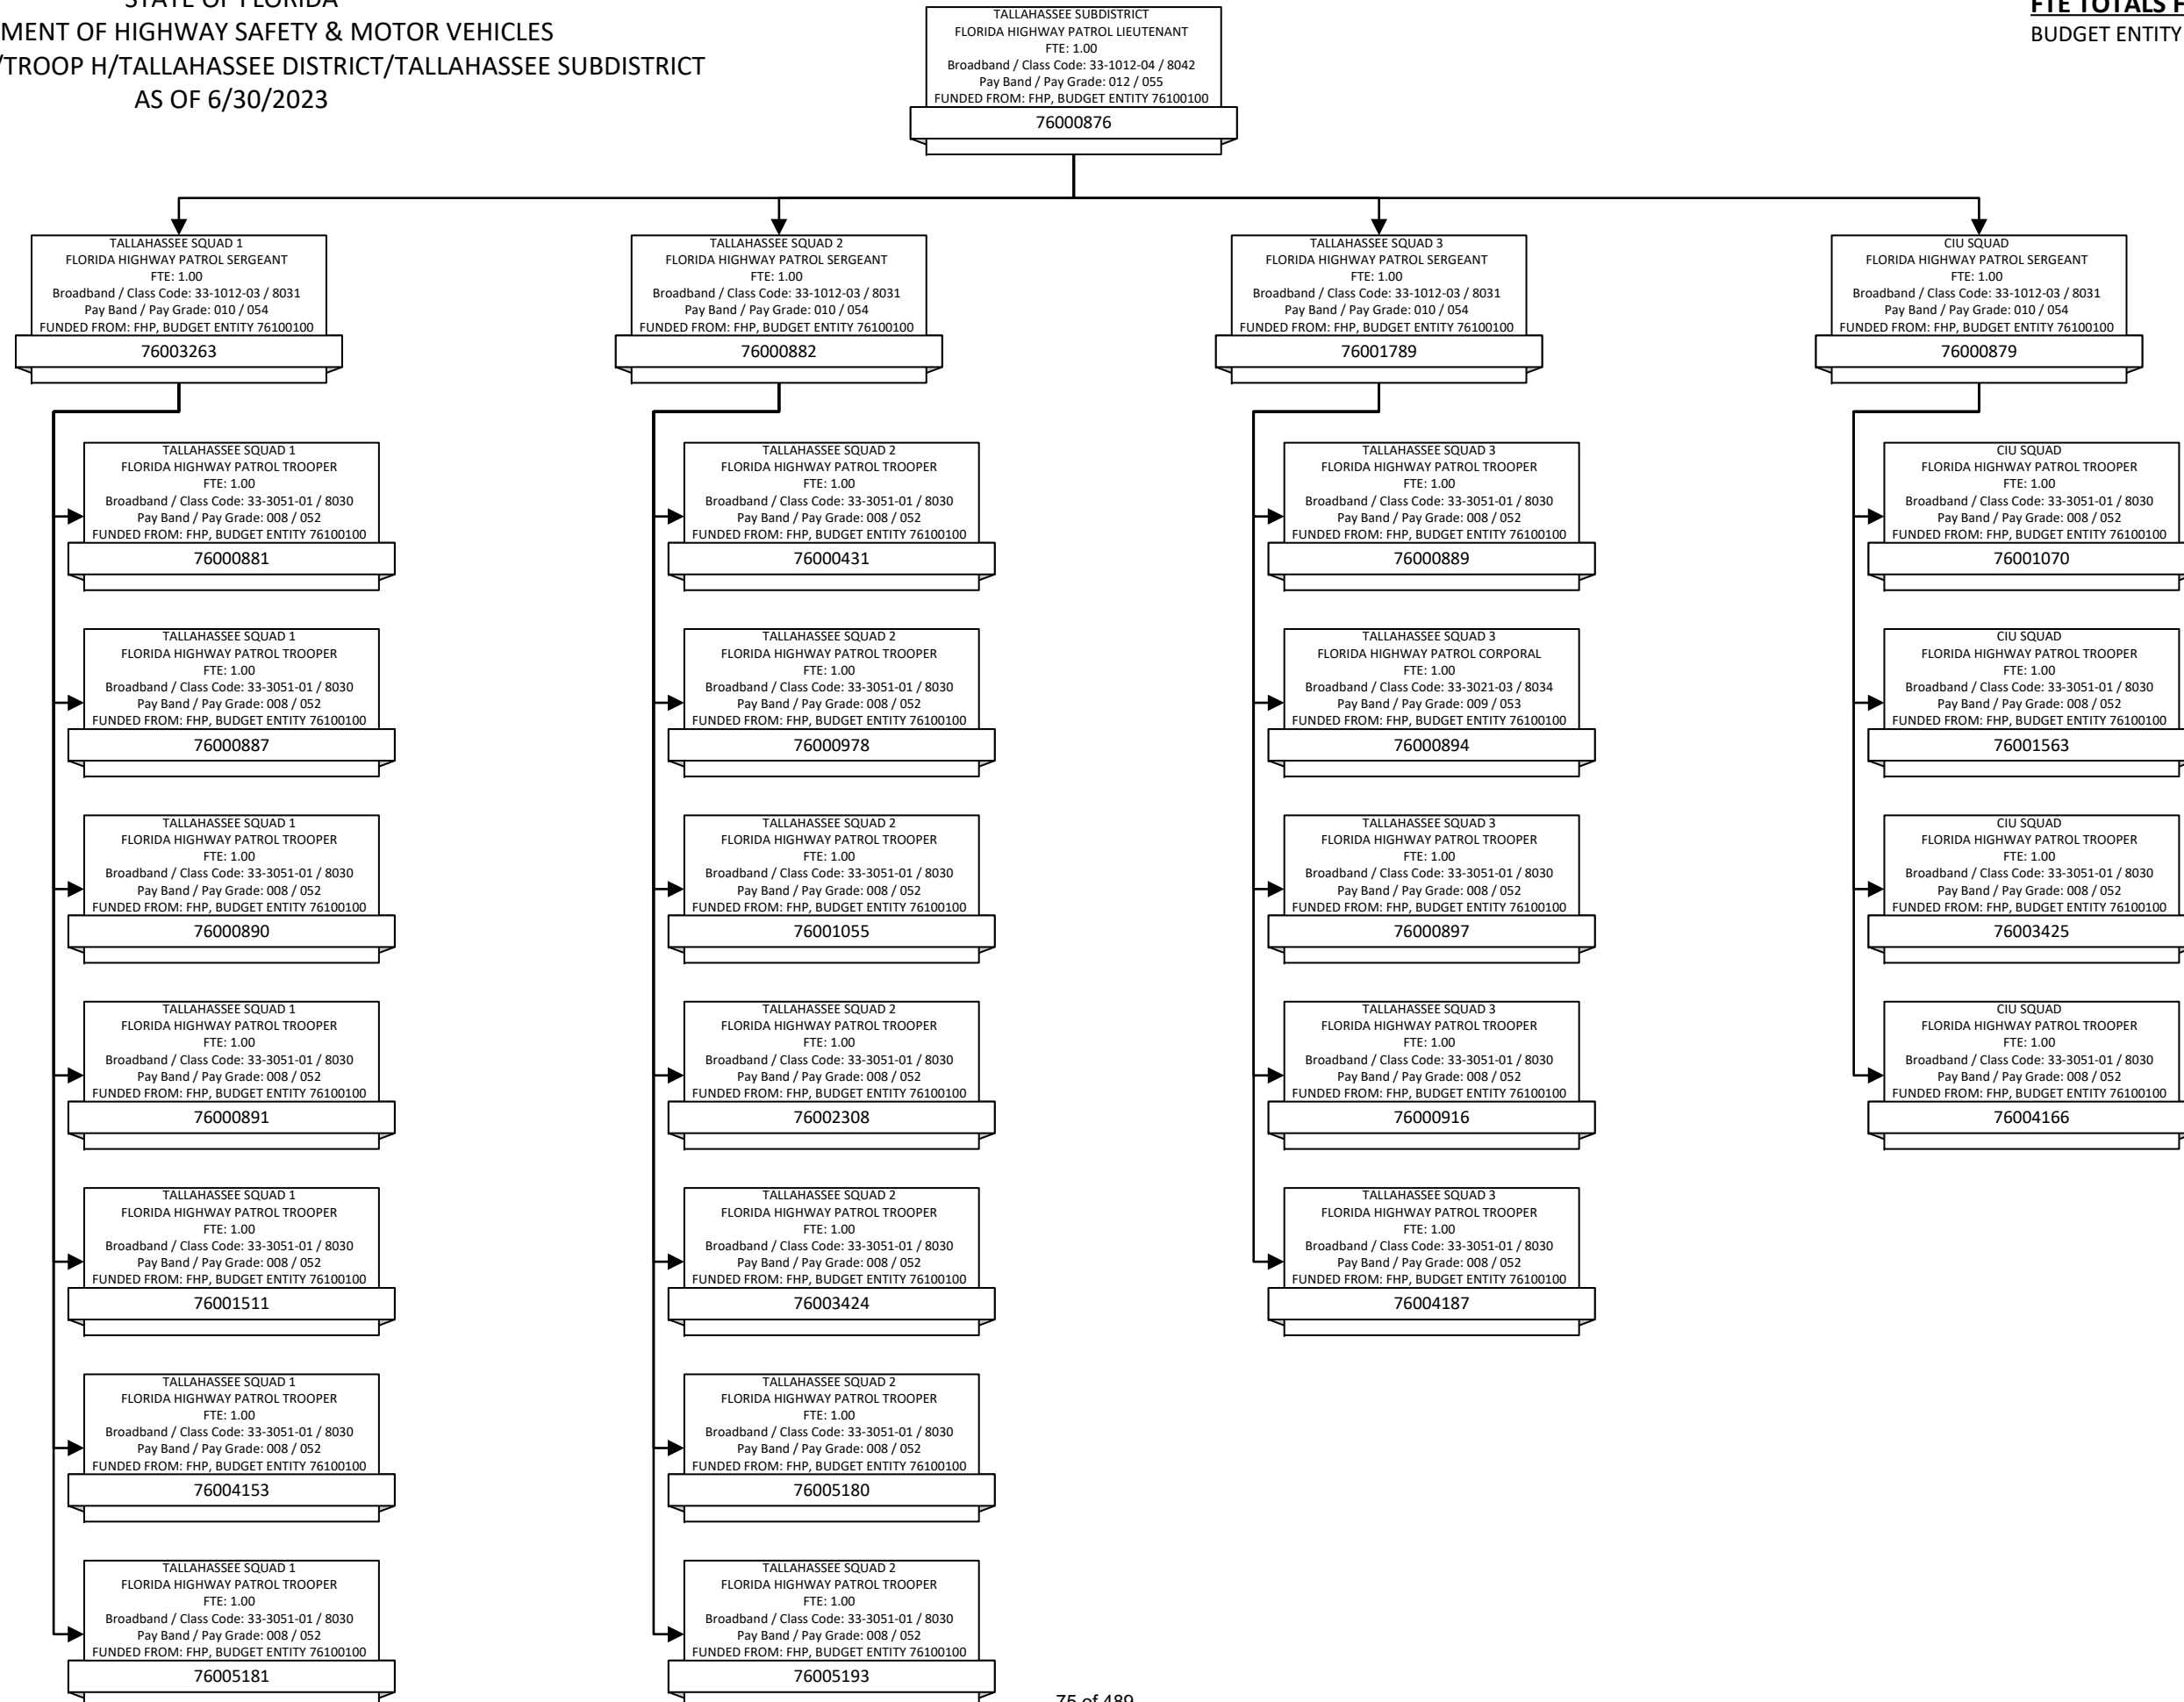 STATE OF FLORIDA
MENT OF HIGHWAY SAFETY & MOTOR VEHICLES
/TROOP H/TALLAHASSEE DISTRICT/TALLAHASSEE SUBDISTRICT
AS OF 6/30/2023
FTE TOTALS F
BUDGET ENTITY
TALLAHASSEE SUBDISTRICT
FLORIDA HIGHWAY PATROL LIEUTENANT
FTE: 1.00
Broadband / Class Code: 33-1012-04 / 8042
Pay Band / Pay Grade: 012 / 055
FUNDED FROM: FHP, BUDGET ENTITY 76100100
76000876
TALLAHASSEE SQUAD 1
FLORIDA HIGHWAY PATROL SERGEANT
FTE: 1.00
Broadband / Class Code: 33-1012-03 / 8031
Pay Band / Pay Grade: 010 / 054
FUNDED FROM: FHP, BUDGET ENTITY 76100100
76003263
TALLAHASSEE SQUAD 1
FLORIDA HIGHWAY PATROL TROOPER
FTE: 1.00
Broadband / Class Code: 33-3051-01 / 8030
Pay Band / Pay Grade: 008 / 052
FUNDED FROM: FHP, BUDGET ENTITY 76100100
76000881
TALLAHASSEE SQUAD 1
FLORIDA HIGHWAY PATROL TROOPER
FTE: 1.00
Broadband / Class Code: 33-3051-01 / 8030
Pay Band / Pay Grade: 008 / 052
FUNDED FROM: FHP, BUDGET ENTITY 76100100
76000887
TALLAHASSEE SQUAD 1
FLORIDA HIGHWAY PATROL TROOPER
FTE: 1.00
Broadband / Class Code: 33-3051-01 / 8030
Pay Band / Pay Grade: 008 / 052
FUNDED FROM: FHP, BUDGET ENTITY 76100100
76000890
TALLAHASSEE SQUAD 1
FLORIDA HIGHWAY PATROL TROOPER
FTE: 1.00
Broadband / Class Code: 33-3051-01 / 8030
Pay Band / Pay Grade: 008 / 052
FUNDED FROM: FHP, BUDGET ENTITY 76100100
76000891
TALLAHASSEE SQUAD 1
FLORIDA HIGHWAY PATROL TROOPER
FTE: 1.00
Broadband / Class Code: 33-3051-01 / 8030
Pay Band / Pay Grade: 008 / 052
FUNDED FROM: FHP, BUDGET ENTITY 76100100
76001511
TALLAHASSEE SQUAD 1
FLORIDA HIGHWAY PATROL TROOPER
FTE: 1.00
Broadband / Class Code: 33-3051-01 / 8030
Pay Band / Pay Grade: 008 / 052
FUNDED FROM: FHP, BUDGET ENTITY 76100100
76004153
TALLAHASSEE SQUAD 1
FLORIDA HIGHWAY PATROL TROOPER
FTE: 1.00
Broadband / Class Code: 33-3051-01 / 8030
Pay Band / Pay Grade: 008 / 052
FUNDED FROM: FHP, BUDGET ENTITY 76100100
76005181
TALLAHASSEE SQUAD 2
FLORIDA HIGHWAY PATROL SERGEANT
FTE: 1.00
Broadband / Class Code: 33-1012-03 / 8031
Pay Band / Pay Grade: 010 / 054
FUNDED FROM: FHP, BUDGET ENTITY 76100100
76000882
TALLAHASSEE SQUAD 2
FLORIDA HIGHWAY PATROL TROOPER
FTE: 1.00
Broadband / Class Code: 33-3051-01 / 8030
Pay Band / Pay Grade: 008 / 052
FUNDED FROM: FHP, BUDGET ENTITY 76100100
76000431
TALLAHASSEE SQUAD 2
FLORIDA HIGHWAY PATROL TROOPER
FTE: 1.00
Broadband / Class Code: 33-3051-01 / 8030
Pay Band / Pay Grade: 008 / 052
FUNDED FROM: FHP, BUDGET ENTITY 76100100
76000978
TALLAHASSEE SQUAD 2
FLORIDA HIGHWAY PATROL TROOPER
FTE: 1.00
Broadband / Class Code: 33-3051-01 / 8030
Pay Band / Pay Grade: 008 / 052
FUNDED FROM: FHP, BUDGET ENTITY 76100100
76001055
TALLAHASSEE SQUAD 2
FLORIDA HIGHWAY PATROL TROOPER
FTE: 1.00
Broadband / Class Code: 33-3051-01 / 8030
Pay Band / Pay Grade: 008 / 052
FUNDED FROM: FHP, BUDGET ENTITY 76100100
76002308
TALLAHASSEE SQUAD 2
FLORIDA HIGHWAY PATROL TROOPER
FTE: 1.00
Broadband / Class Code: 33-3051-01 / 8030
Pay Band / Pay Grade: 008 / 052
FUNDED FROM: FHP, BUDGET ENTITY 76100100
76003424
TALLAHASSEE SQUAD 2
FLORIDA HIGHWAY PATROL TROOPER
FTE: 1.00
Broadband / Class Code: 33-3051-01 / 8030
Pay Band / Pay Grade: 008 / 052
FUNDED FROM: FHP, BUDGET ENTITY 76100100
76005180
TALLAHASSEE SQUAD 2
FLORIDA HIGHWAY PATROL TROOPER
FTE: 1.00
Broadband / Class Code: 33-3051-01 / 8030
Pay Band / Pay Grade: 008 / 052
FUNDED FROM: FHP, BUDGET ENTITY 76100100
76005193
TALLAHASSEE SQUAD 3
FLORIDA HIGHWAY PATROL SERGEANT
FTE: 1.00
Broadband / Class Code: 33-1012-03 / 8031
Pay Band / Pay Grade: 010 / 054
FUNDED FROM: FHP, BUDGET ENTITY 76100100
76001789
TALLAHASSEE SQUAD 3
FLORIDA HIGHWAY PATROL TROOPER
FTE: 1.00
Broadband / Class Code: 33-3051-01 / 8030
Pay Band / Pay Grade: 008 / 052
FUNDED FROM: FHP, BUDGET ENTITY 76100100
76000889
TALLAHASSEE SQUAD 3
FLORIDA HIGHWAY PATROL CORPORAL
FTE: 1.00
Broadband / Class Code: 33-3021-03 / 8034
Pay Band / Pay Grade: 009 / 053
FUNDED FROM: FHP, BUDGET ENTITY 76100100
76000894
TALLAHASSEE SQUAD 3
FLORIDA HIGHWAY PATROL TROOPER
FTE: 1.00
Broadband / Class Code: 33-3051-01 / 8030
Pay Band / Pay Grade: 008 / 052
FUNDED FROM: FHP, BUDGET ENTITY 76100100
76000897
TALLAHASSEE SQUAD 3
FLORIDA HIGHWAY PATROL TROOPER
FTE: 1.00
Broadband / Class Code: 33-3051-01 / 8030
Pay Band / Pay Grade: 008 / 052
FUNDED FROM: FHP, BUDGET ENTITY 76100100
76000916
TALLAHASSEE SQUAD 3
FLORIDA HIGHWAY PATROL TROOPER
FTE: 1.00
Broadband / Class Code: 33-3051-01 / 8030
Pay Band / Pay Grade: 008 / 052
FUNDED FROM: FHP, BUDGET ENTITY 76100100
76004187
CIU SQUAD
FLORIDA HIGHWAY PATROL SERGEANT
FTE: 1.00
Broadband / Class Code: 33-1012-03 / 8031
Pay Band / Pay Grade: 010 / 054
FUNDED FROM: FHP, BUDGET ENTITY 76100100
76000879
CIU SQUAD
FLORIDA HIGHWAY PATROL TROOPER
FTE: 1.00
Broadband / Class Code: 33-3051-01 / 8030
Pay Band / Pay Grade: 008 / 052
FUNDED FROM: FHP, BUDGET ENTITY 76100100
76001070
CIU SQUAD
FLORIDA HIGHWAY PATROL TROOPER
FTE: 1.00
Broadband / Class Code: 33-3051-01 / 8030
Pay Band / Pay Grade: 008 / 052
FUNDED FROM: FHP, BUDGET ENTITY 76100100
76001563
CIU SQUAD
FLORIDA HIGHWAY PATROL TROOPER
FTE: 1.00
Broadband / Class Code: 33-3051-01 / 8030
Pay Band / Pay Grade: 008 / 052
FUNDED FROM: FHP, BUDGET ENTITY 76100100
76003425
CIU SQUAD
FLORIDA HIGHWAY PATROL TROOPER
FTE: 1.00
Broadband / Class Code: 33-3051-01 / 8030
Pay Band / Pay Grade: 008 / 052
FUNDED FROM: FHP, BUDGET ENTITY 76100100
76004166
75 of 489